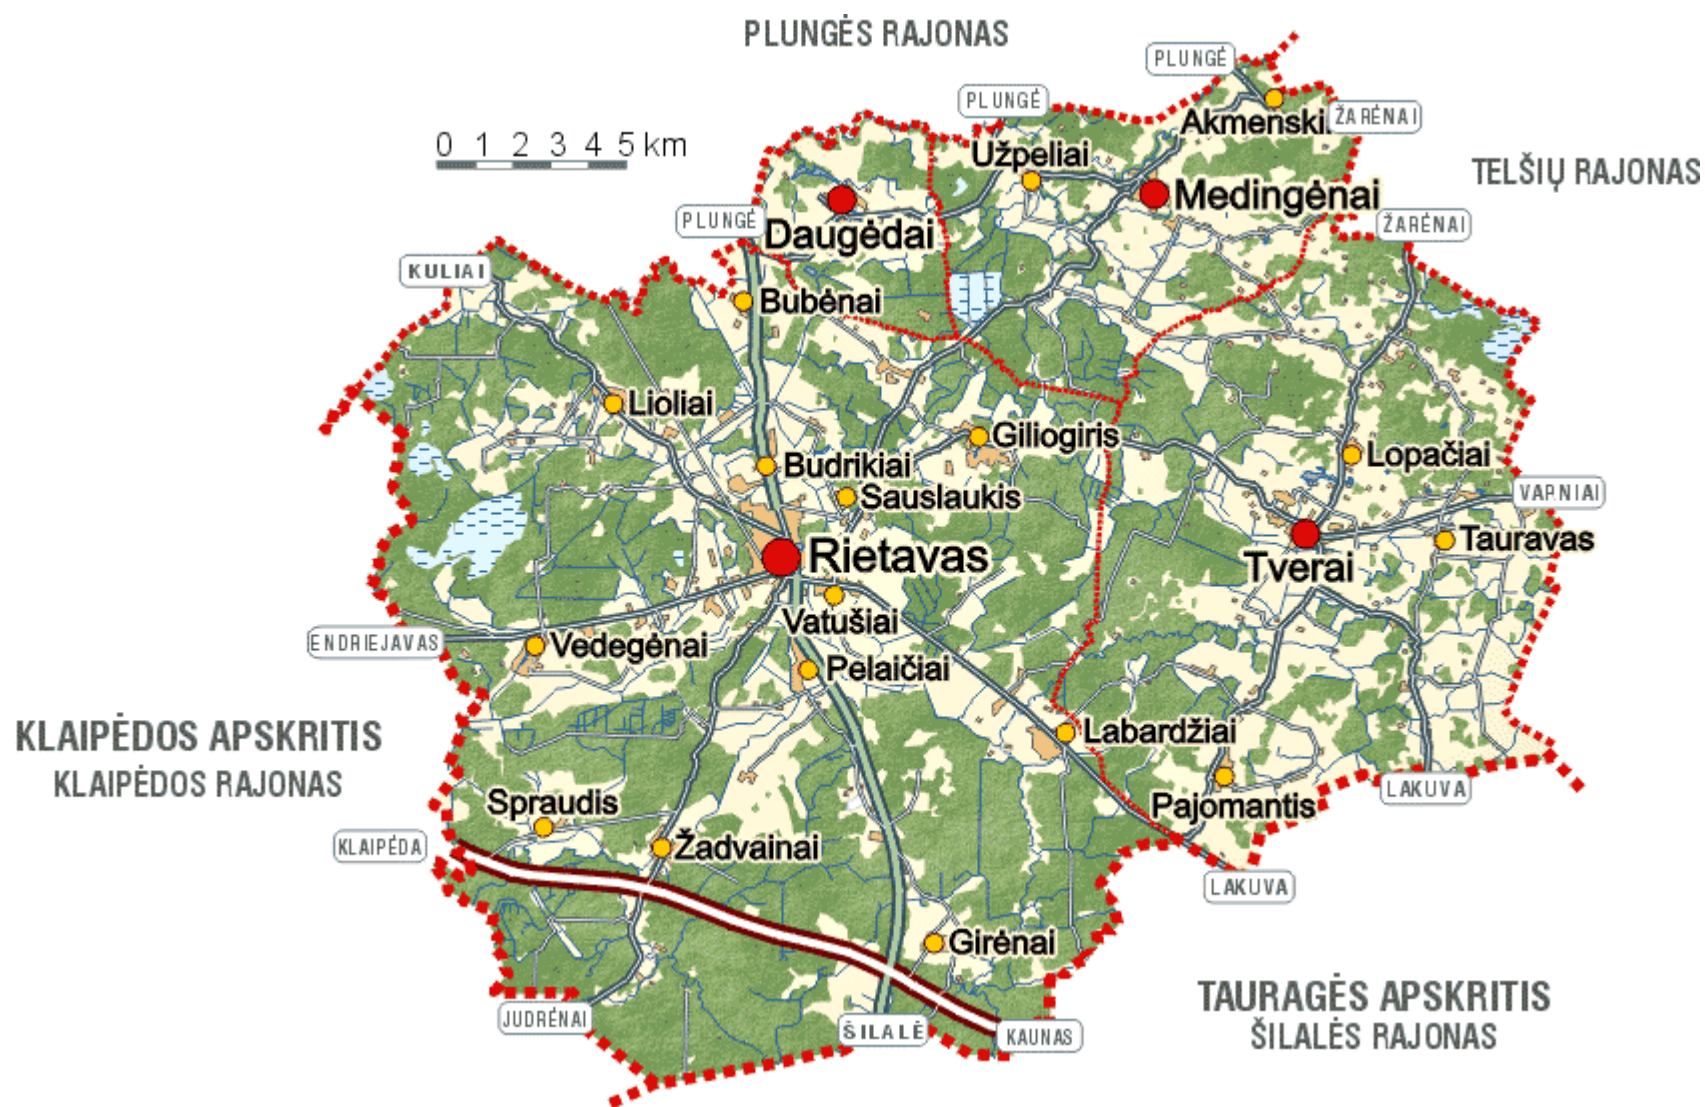 PLUNGĖS RAJONAS
PLUNGĖ
PLUNGĖ
ŽARĖNAI
0 1 2 3 4 5 km
Užpeliai
TELŠIŲ RAJONAS
Medingėnai
PLUNGĖ
Daugėdai
ŽARĖNAI
KULIAI
Bubėnai
Lioliai
Giliogiris
Lopačiai
Budrikiai
Sauslaukis
VARNIAI
Rietavas
Tverai
Tauravas
Vatušiai
ENDRIEJAVAS
Vedegėnai
Pelaičiai
KLAIPĖDOS APSKRITIS
KLAIPĖDOS RAJONAS
Labardžiai
LAKUVA
Pajomantis
Spraudis
KLAIPĖDA
Žadvainai
LAKUVA
Girėnai
TAURAGĖS APSKRITIS
ŠILALĖS RAJONAS
JUDRĖNAI
ŠILALĖ
KAUNAS